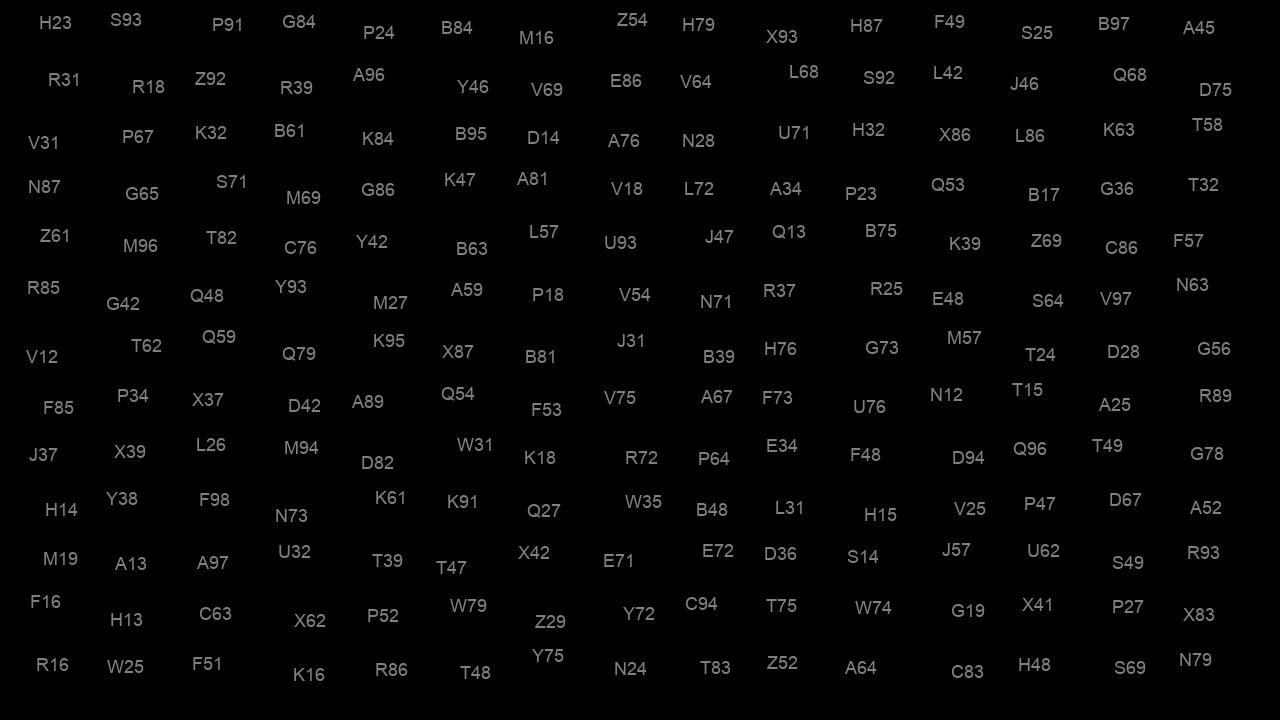 H23 S93 P91 G84 P24 B84 M16 Z54 H79 X93 H87 F49 S25 B97 A45
R31 R18 Z92 R39 A96 Y46 V69 E86 V64 L68 S92 L42 J46 Q68 D75
V31 P67 K32 B61 K84 B95 D14 A76 N28 U71 H32 X86 L86 K63 T58
N87 G65 S71 M69 G86 K47 A81 V18 L72 A34 P23 Q53 B17 G36 T32
Z61 M96 T82 C76 Y42 B63 L57 U93 J47 Q13 B75 K39 Z69 C86 F57
R85 G42 Q48 Y93 M27 A59 P18 V54 N71 R37 R25 E48 S64 V97 N63
V12 T62 Q59 Q79 K95 X87 B81 J31 B39 H76 G73 M57 T24 D28 G56
F85 P34 X37 D42 A89 Q54 F53 V75 A67 F73 U76 N12 T15 A25 R89
J37 X39 L26 M94 D82 W31 K18 R72 P64 E34 F48 D94 Q96 T49 G78
H14 Y38 F98 N73 K61 K91 Q27 W35 B48 L31 H15 V25 P47 D67 A52
M19 A13 A97 U32 T39 T47 X42 E71 E72 D36 S14 J57 U62 S49 R93
F16 H13 C63 X62 P52 W79 Z29 Y72 C94 T75 W74 G19 X41 P27 X83
R16 W25 F51 K16 R86 T48 Y75 N24 T83 Z52 A64 C83 H48 S69 N79